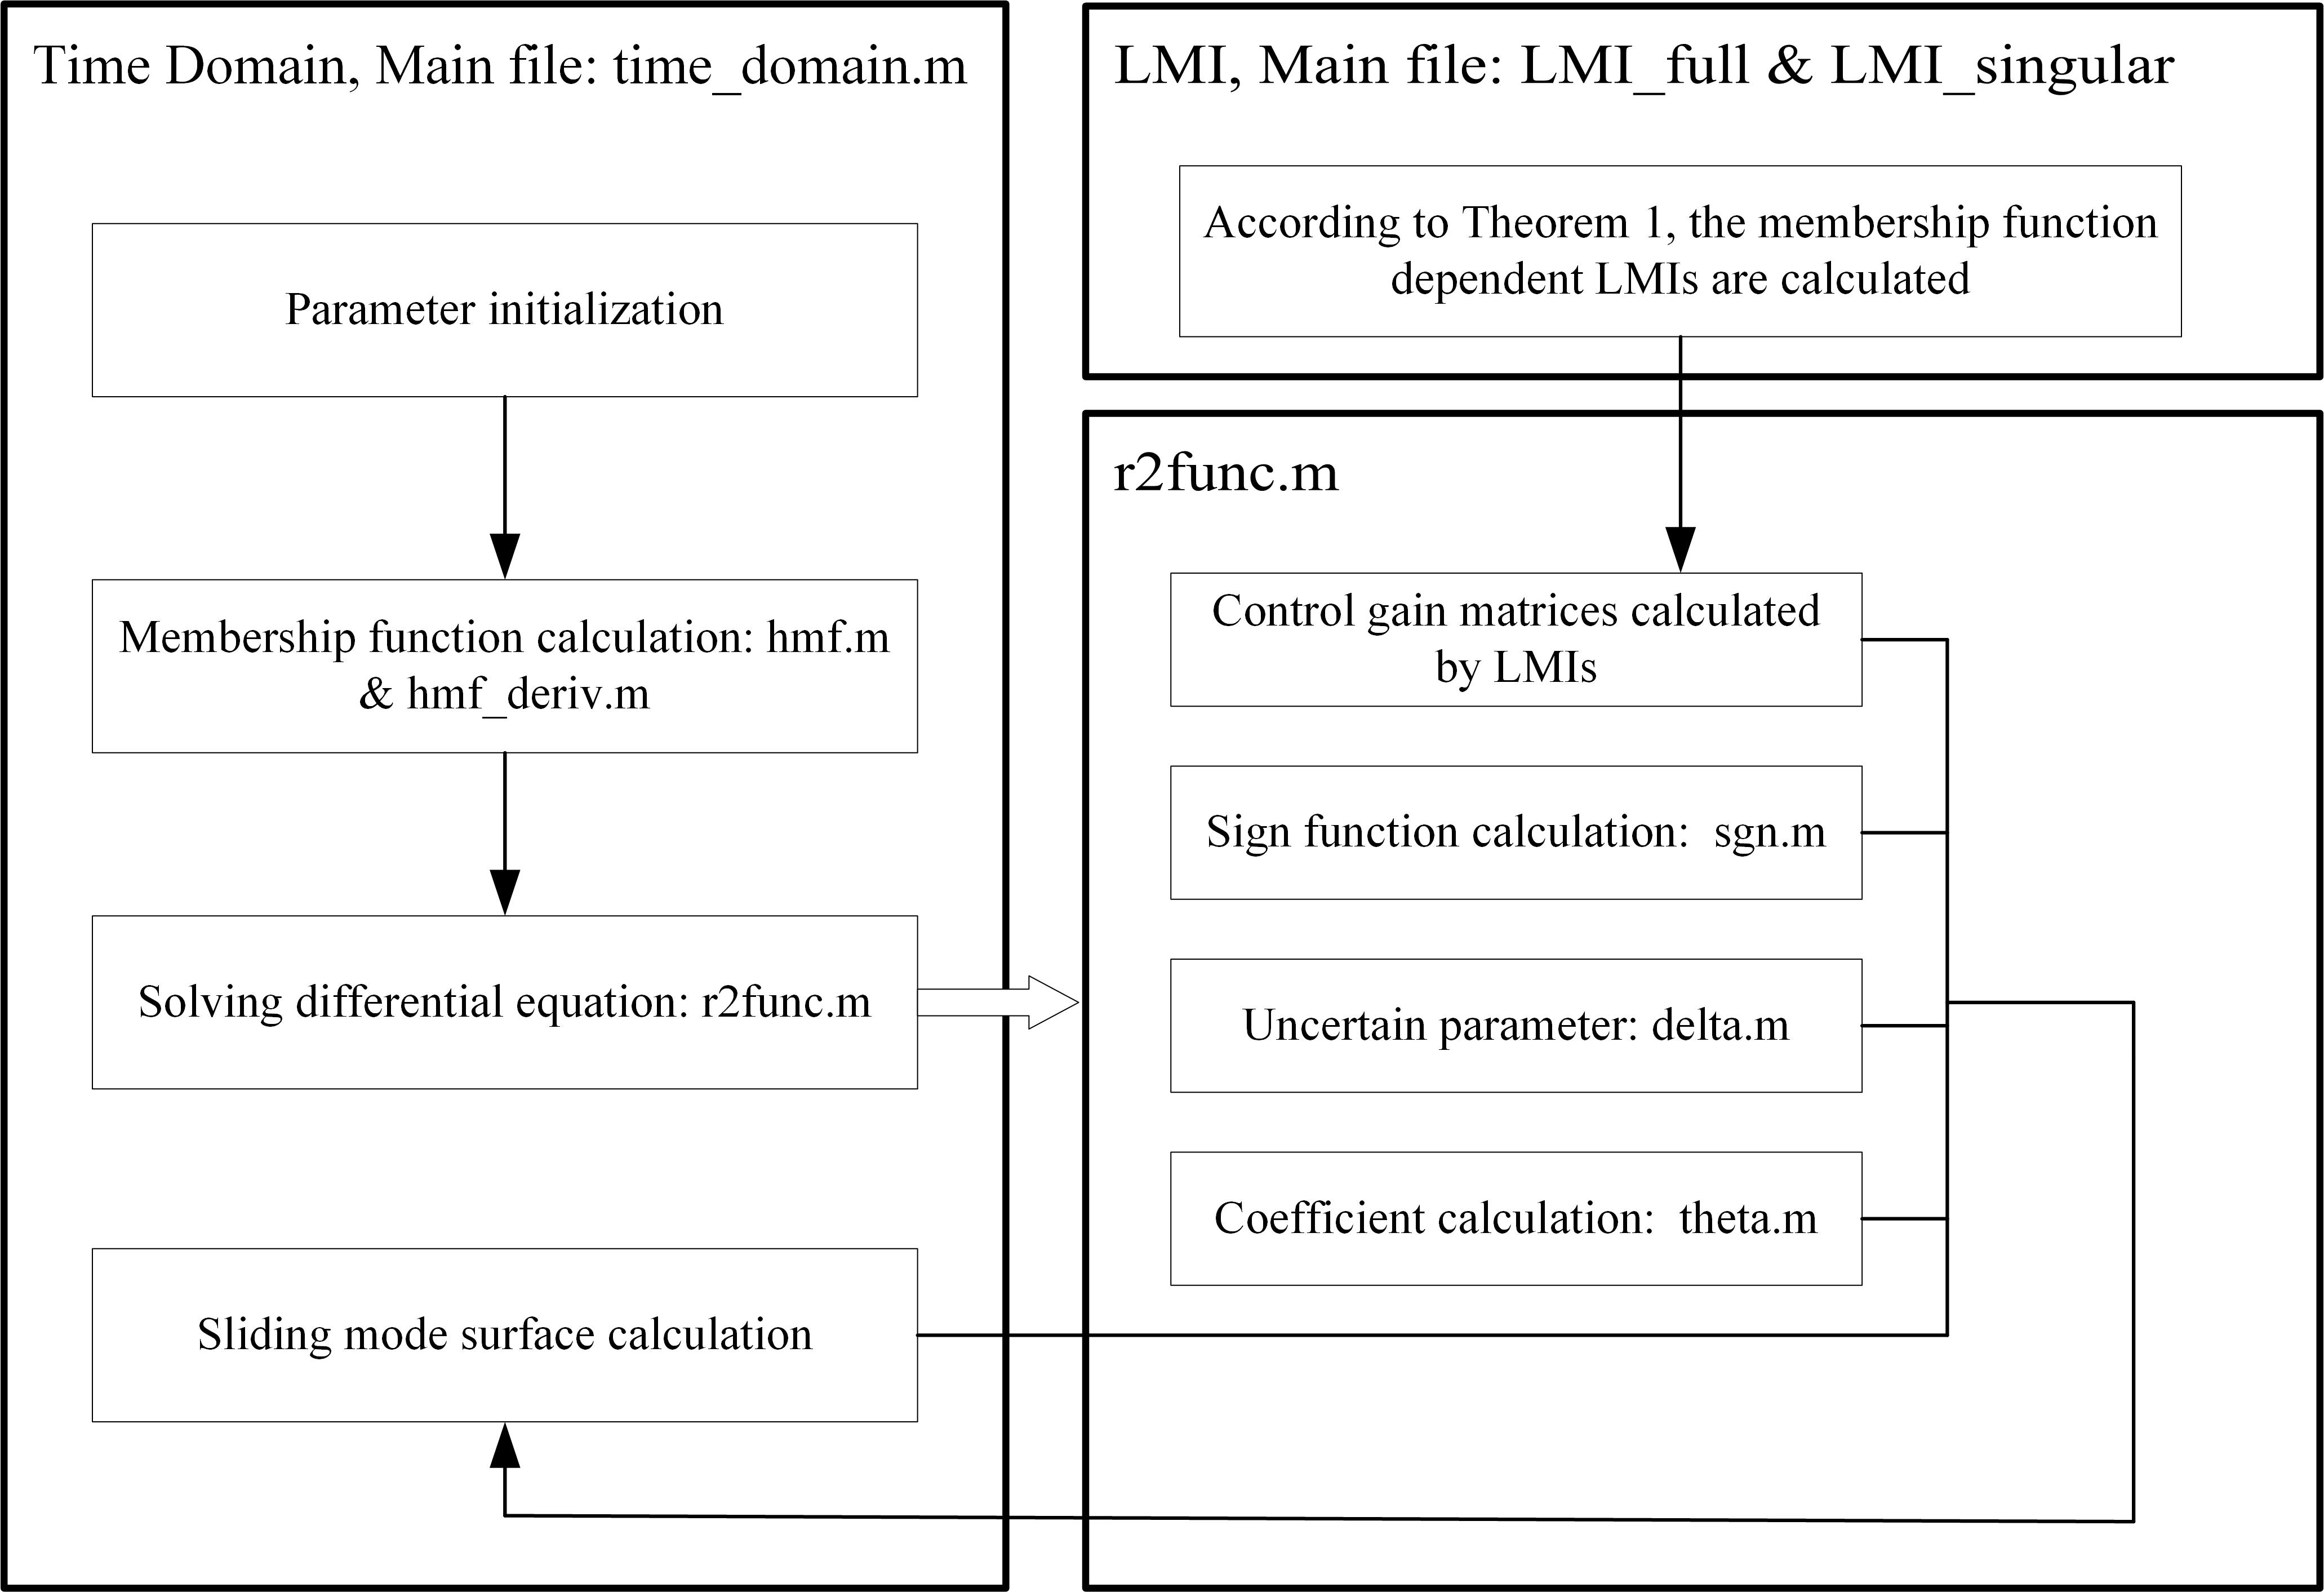 Time Domain, Main file: time_domain.m
Parameter initialization
Membership function calculation: hmf.m
& hmf_deriv.m
Solving differential equation: r2func.m
Sliding mode surface calculation
LMI, Main file: LMI_full & LMI_singular
According to Theorem 1, the membership function
dependent LMIs are calculated
r2func.m
Control gain matrices calculated
by LMIs
Sign function calculation: sgn.m
Uncertain parameter: delta.m
Coefficient calculation: theta.m